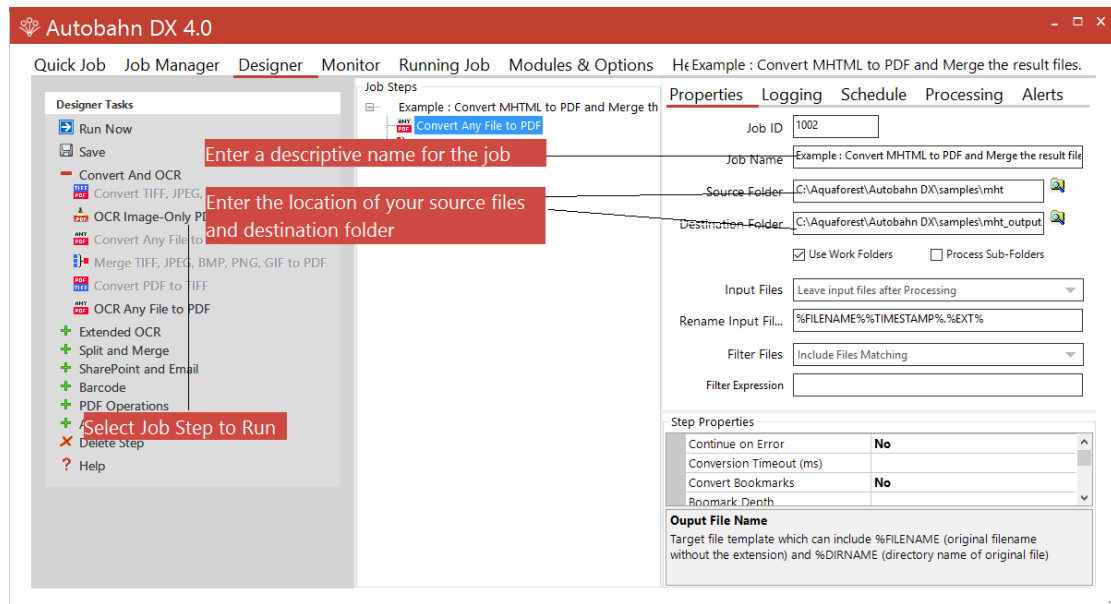 Autobahn DX 4.0
Quick Job Job Manager Designer Monitor Running Job Modules & Options He Example : Convert MHTML to PDF and Merge the result files.
Designer Tasks
Run Now
Save
Convert And OCR
Convert TIFF, JPEG,
OCR Image-Only PD
Convert Any File to
Merge TIFF, JPEG, BMP, PNG, GIF to PDF
Convert PDF to TIFF
OCR Any File to PDF
Extended OCR
Split and Merge
SharePoint and Email
Barcode
PDF Operations
Delete Step
Help
Enter a descriptive name for the job
Enter the location of your source files
and destination folder
Select Job Step to Run
Job Steps
Example : Convert MHTML to PDF and Merge th
Convert Any File to PDF
Properties Logging Schedule Processing Alerts
Job ID 1002
Job Name Example : Convert MHTML to PDF and Merge the result file
Source Folder C:\Aquaforest\Autobahn DX\samples\mht
Destination Folder C:\Aquaforest\Autobahn DX\samples\mht_output
Use Work Folders Process Sub-Folders
Input Files Leave input files after Processing
Rename Input Fil... %FILENAME%%TIMESTAMP%.%EXT%
Filter Files Include Files Matching
Filter Expression
Step Properties
Continue on Error No
Conversion Timeout (ms)
Convert Bookmarks No
Boomark Depth
Ouput File Name
Target file template which can include %FILENAME (original filename
without the extension) and %DIRNAME (directory name of original file)